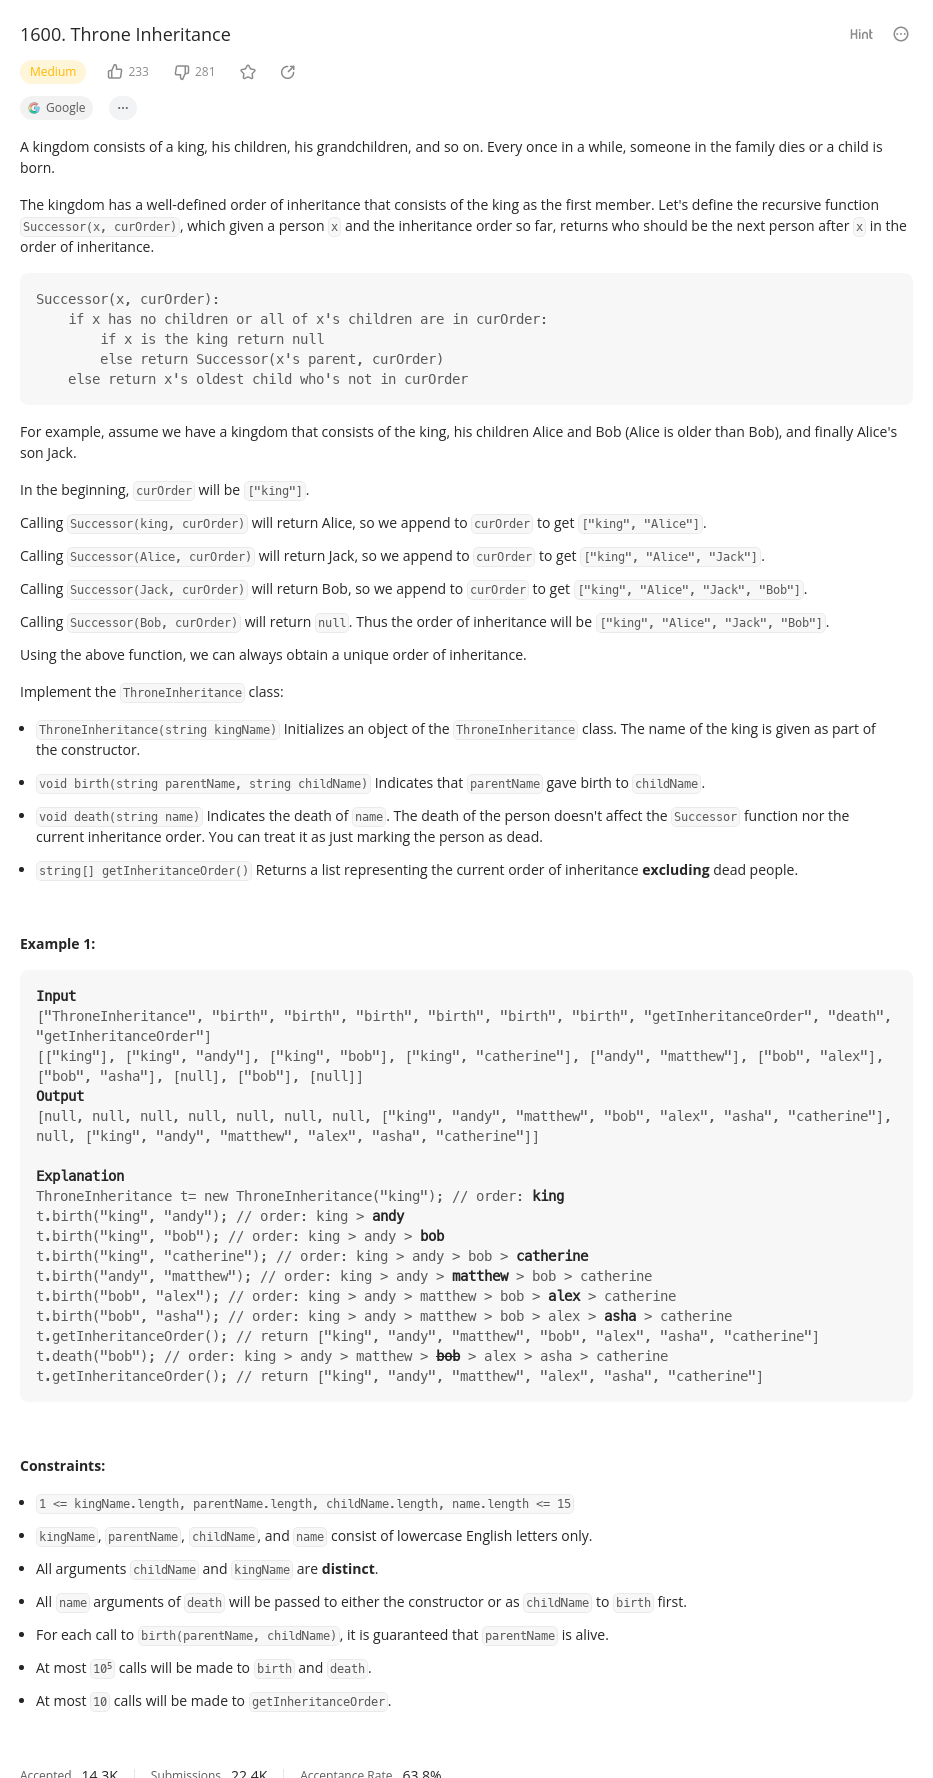 1600. Throne Inheritance
Hint
Medium
233
281
Google
A kingdom consists of a king, his children, his grandchildren, and so on. Every once in a while, someone in the family dies or a child is
born.
The kingdom has a well-defined order of inheritance that consists of the king as the first member. Let's define the recursive function
Successor(x, curOrder), which given a person x and the inheritance order so far, returns who should be the next person after x in the
order of inheritance.
Successor(x, curOrder):
    if x has no children or all of x's children are in curOrder:
        if x is the king return null
        else return Successor(x's parent, curOrder)
    else return x's oldest child who's not in curOrder
For example, assume we have a kingdom that consists of the king, his children Alice and Bob (Alice is older than Bob), and finally Alice's
son Jack.
In the beginning, curOrder will be ["king"].
Calling Successor(king, curOrder) will return Alice, so we append to curOrder to get ["king", "Alice"].
Calling Successor(Alice, curOrder) will return Jack, so we append to curOrder to get ["king", "Alice", "Jack"].
Calling Successor(Jack, curOrder) will return Bob, so we append to curOrder to get ["king", "Alice", "Jack", "Bob"].
Calling Successor(Bob, curOrder) will return null. Thus the order of inheritance will be ["king", "Alice", "Jack", "Bob"].
Using the above function, we can always obtain a unique order of inheritance.
Implement the ThroneInheritance class:
• ThroneInheritance(string kingName) Initializes an object of the ThroneInheritance class. The name of the king is given as part of
the constructor.
• void birth(string parentName, string childName) Indicates that parentName gave birth to childName.
• void death(string name) Indicates the death of name. The death of the person doesn't affect the Successor function nor the
current inheritance order. You can treat it as just marking the person as dead.
• string[] getInheritanceOrder() Returns a list representing the current order of inheritance excluding dead people.
Example 1:
Input
["ThroneInheritance", "birth", "birth", "birth", "birth", "birth", "birth", "getInheritanceOrder", "death",
"getInheritanceOrder"]
[["king"], ["king", "andy"], ["king", "bob"], ["king", "catherine"], ["andy", "matthew"], ["bob", "alex"],
["bob", "asha"], [null], ["bob"], [null]]
Output
[null, null, null, null, null, null, null, ["king", "andy", "matthew", "bob", "alex", "asha", "catherine"],
null, ["king", "andy", "matthew", "alex", "asha", "catherine"]]
Explanation
ThroneInheritance t= new ThroneInheritance("king"); // order: king
t.birth("king", "andy"); // order: king > andy
t.birth("king", "bob"); // order: king > andy > bob
t.birth("king", "catherine"); // order: king > andy > bob > catherine
t.birth("andy", "matthew"); // order: king > andy > matthew > bob > catherine
t.birth("bob", "alex"); // order: king > andy > matthew > bob > alex > catherine
t.birth("bob", "asha"); // order: king > andy > matthew > bob > alex > asha > catherine
t.getInheritanceOrder(); // return ["king", "andy", "matthew", "bob", "alex", "asha", "catherine"]
t.death("bob"); // order: king > andy > matthew > bob > alex > asha > catherine
t.getInheritanceOrder(); // return ["king", "andy", "matthew", "alex", "asha", "catherine"]
Constraints:
• 1 <= kingName.length, parentName.length, childName.length, name.length <= 15
• kingName, parentName, childName, and name consist of lowercase English letters only.
• All arguments childName and kingName are distinct.
• All name arguments of death will be passed to either the constructor or as childName to birth first.
• For each call to birth(parentName, childName), it is guaranteed that parentName is alive.
• At most 10⁵ calls will be made to birth and death.
• At most 10 calls will be made to getInheritanceOrder.
Accepted 14.3K Submissions 22.4K Acceptance Rate 63.8%